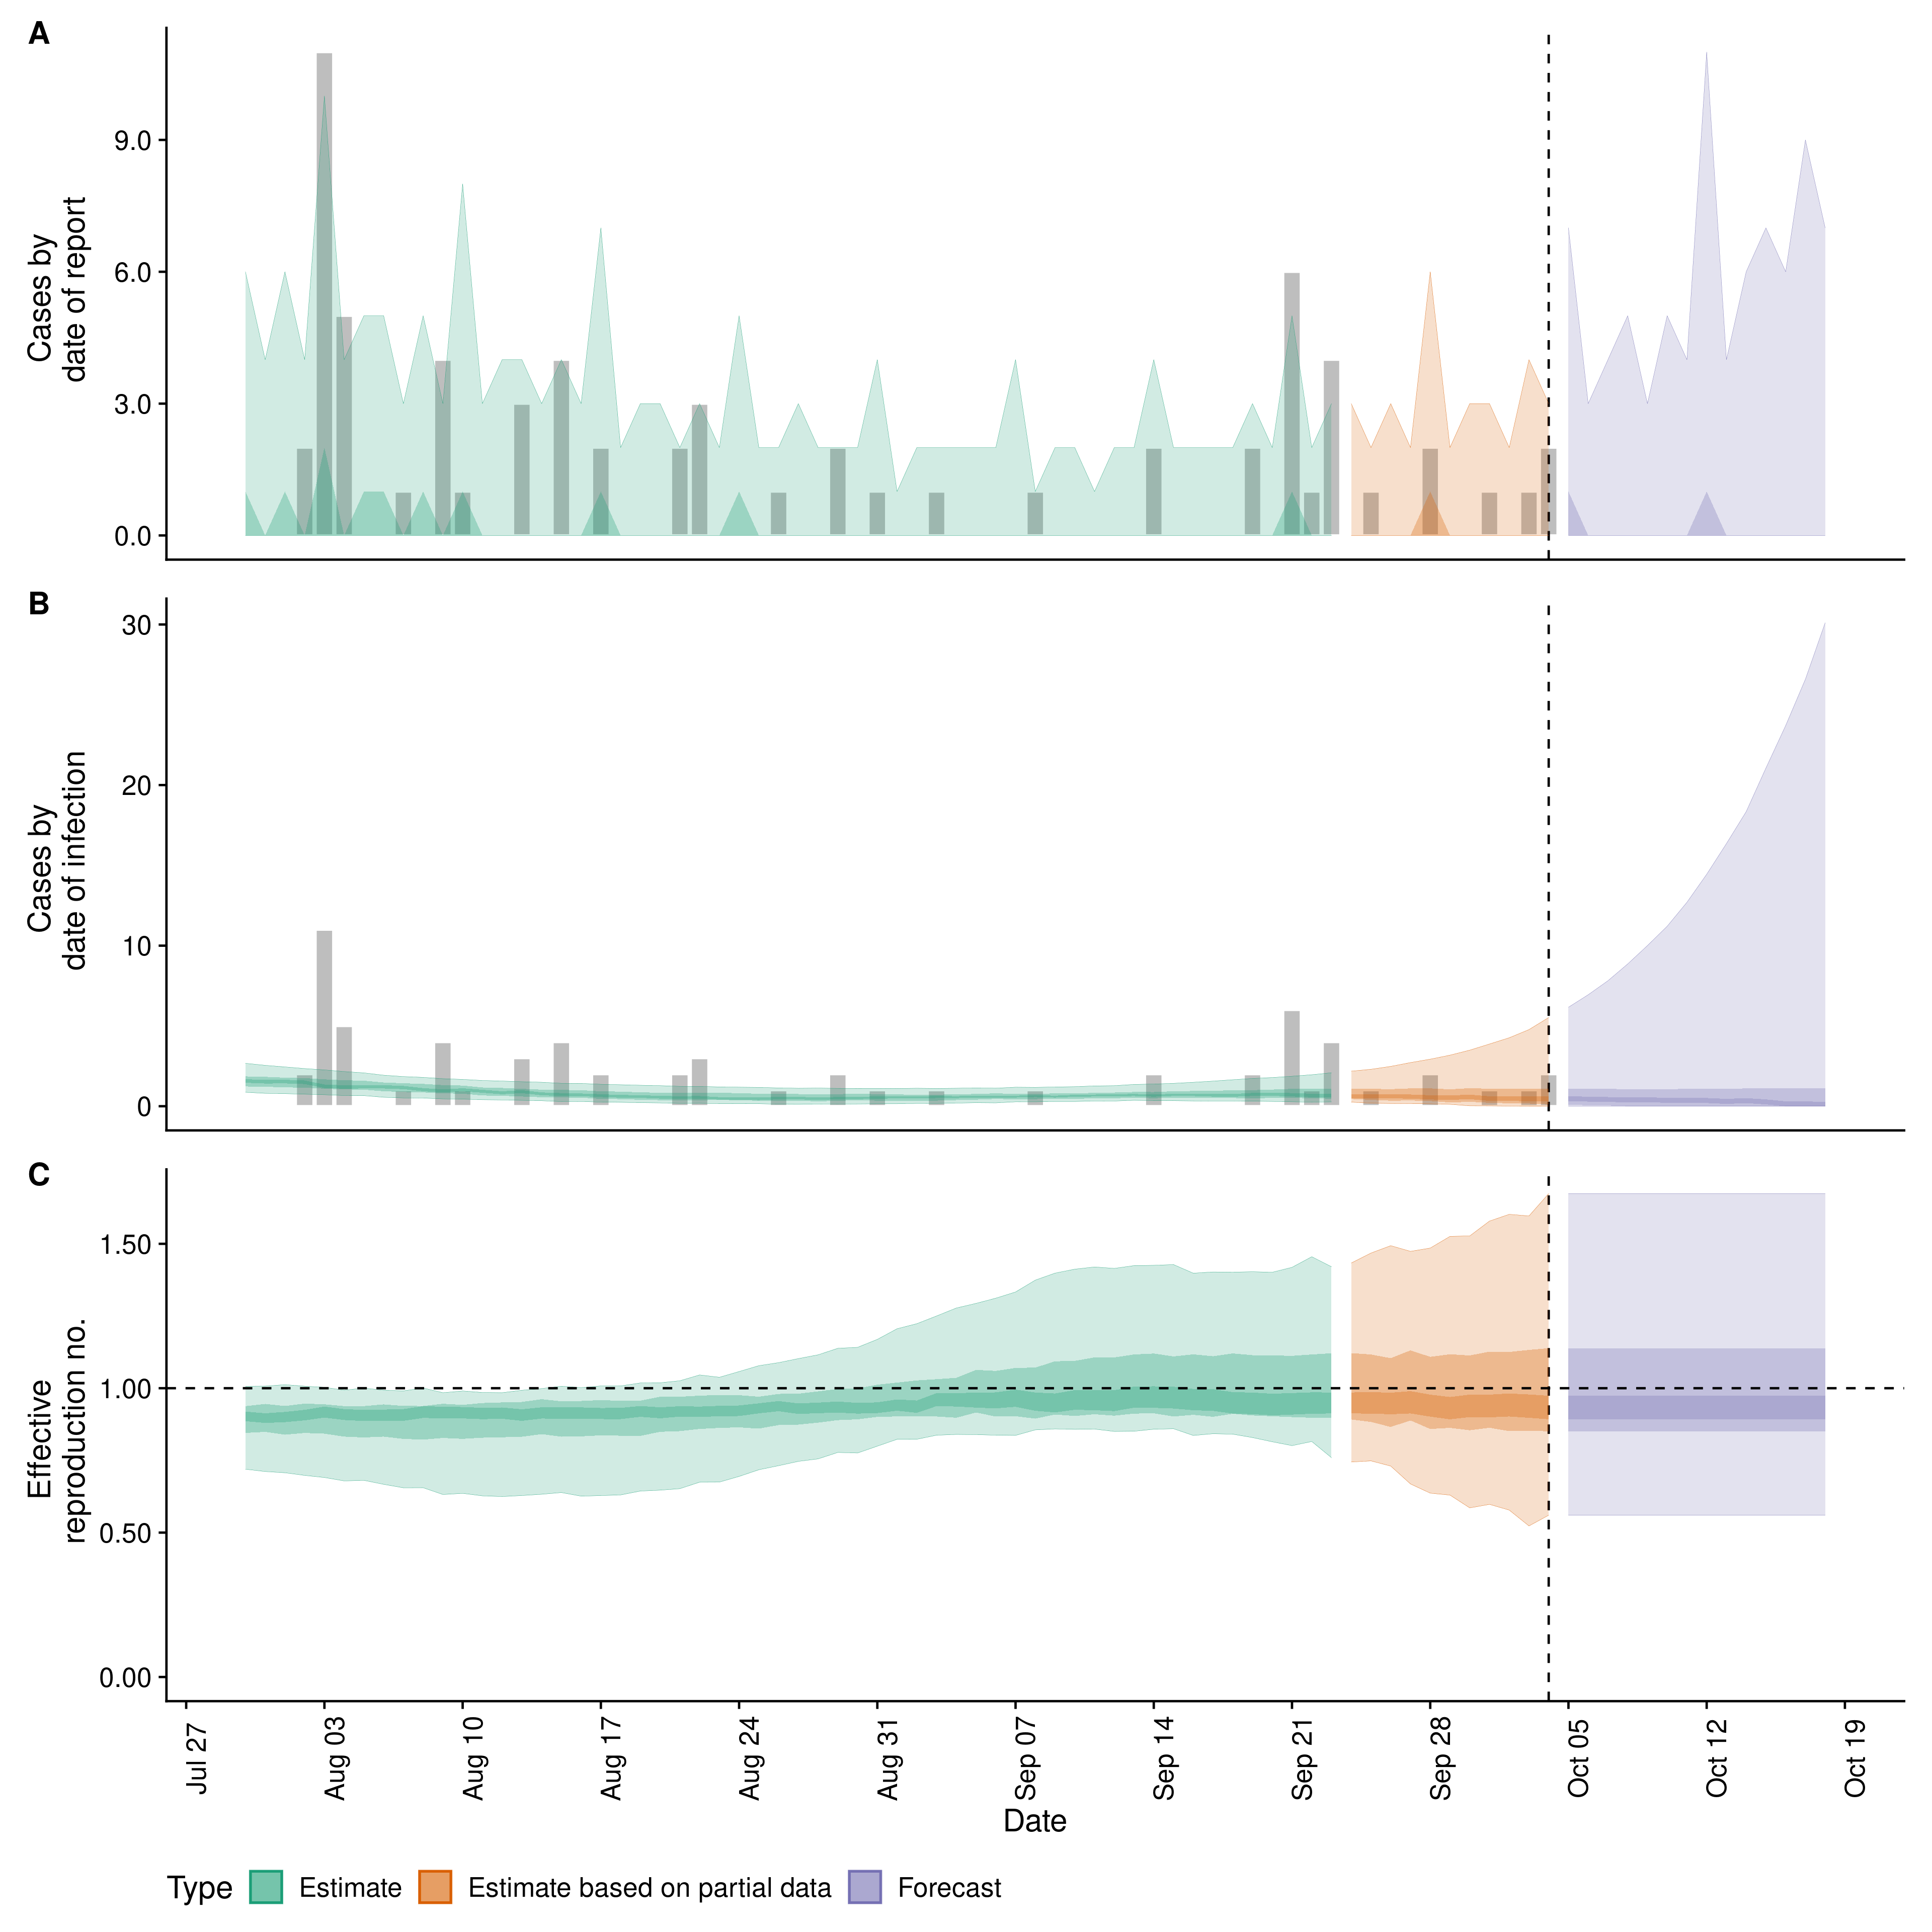 A
Cases by
date of report
9.0
6.0
3.0
0.0
B
Cases by
date of infection
30
20
10
0
C
Effective
reproduction no.
1.50
1.00
0.50
0.00
Jul 27
Aug 03
Aug 10
Aug 17
Aug 24
Aug 31
Sep 07
Sep 14
Sep 21
Sep 28
Oct 05
Oct 12
Oct 19
Date
Type Estimate Estimate based on partial data Forecast